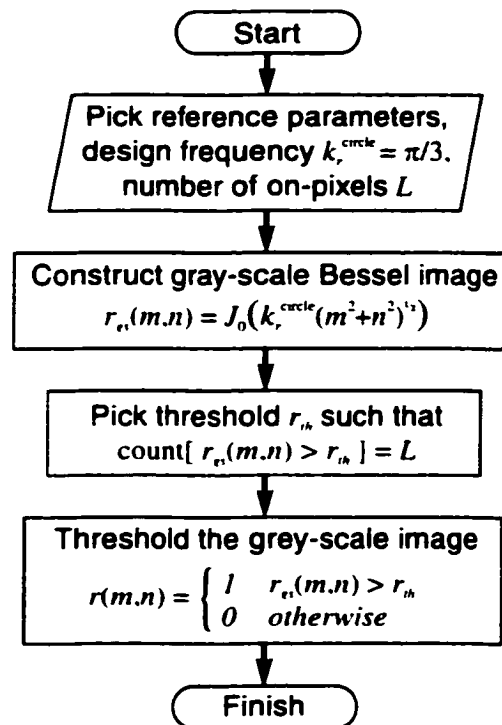 Start
Pick reference parameters,
design frequency k_r^circle = π/3,
number of on-pixels L
Construct gray-scale Bessel image
r_gs(m,n) = J_0(k_r^circle(m²+n²)^½)
Pick threshold r_th such that
count[ r_gs(m,n) > r_th ] = L
Threshold the grey-scale image
r(m,n) = { 1 r_gs(m,n) > r_th
0 otherwise
Finish